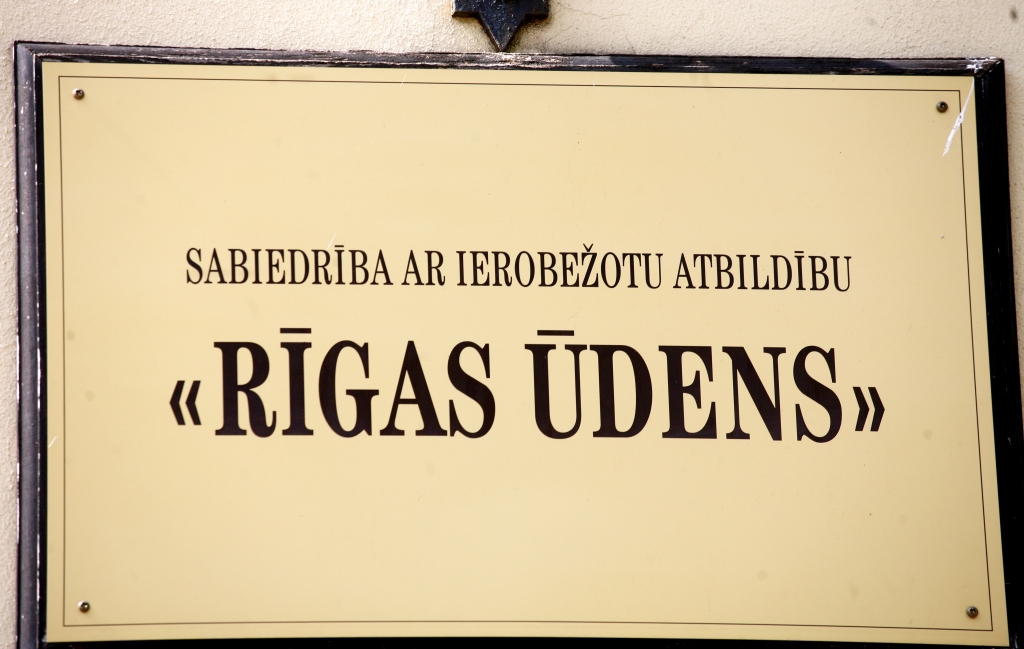 SABIEDRĪBA AR IEROBEŽOTU ATBILDĪBU
«RĪGAS ŪDENS»